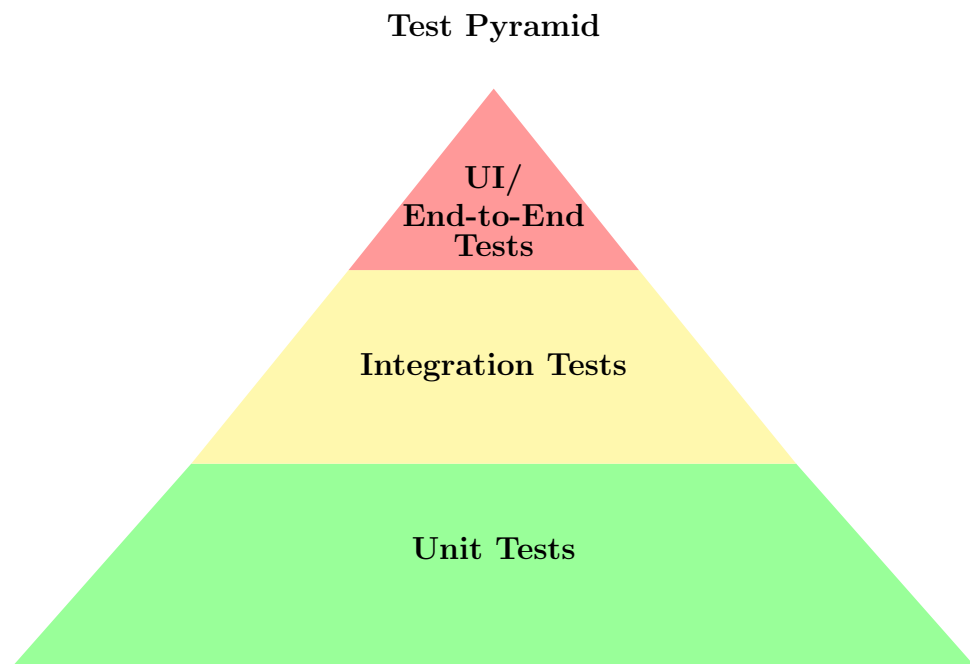 Test Pyramid
UI/
End-to-End
Tests
Integration Tests
Unit Tests